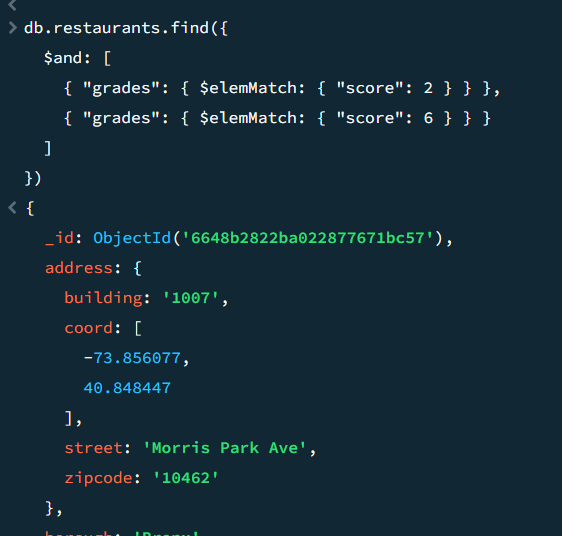 db.restaurants.find({
$and: [
{ "grades": { $elemMatch: { "score": 2 } } },
{ "grades": { $elemMatch: { "score": 6 } } }
]
})
{
_id: ObjectId('6648b2822ba022877671bc57'),
address: {
building: '1007',
coord: [
-73.856077,
40.848447
],
street: 'Morris Park Ave',
zipcode: '10462'
},